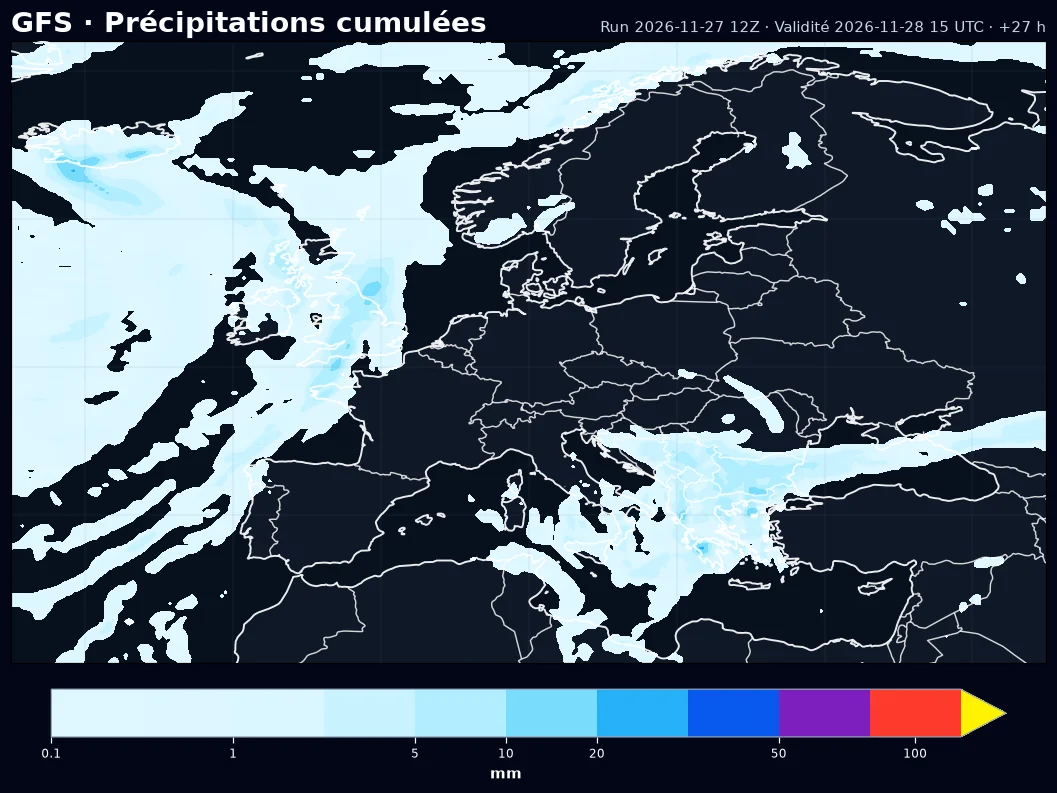 GFS · Précipitations cumulées
Run 2026-11-27 12Z · Validité 2026-11-28 15 UTC · +27 h
0.1 1 5 10 20 50 100
mm